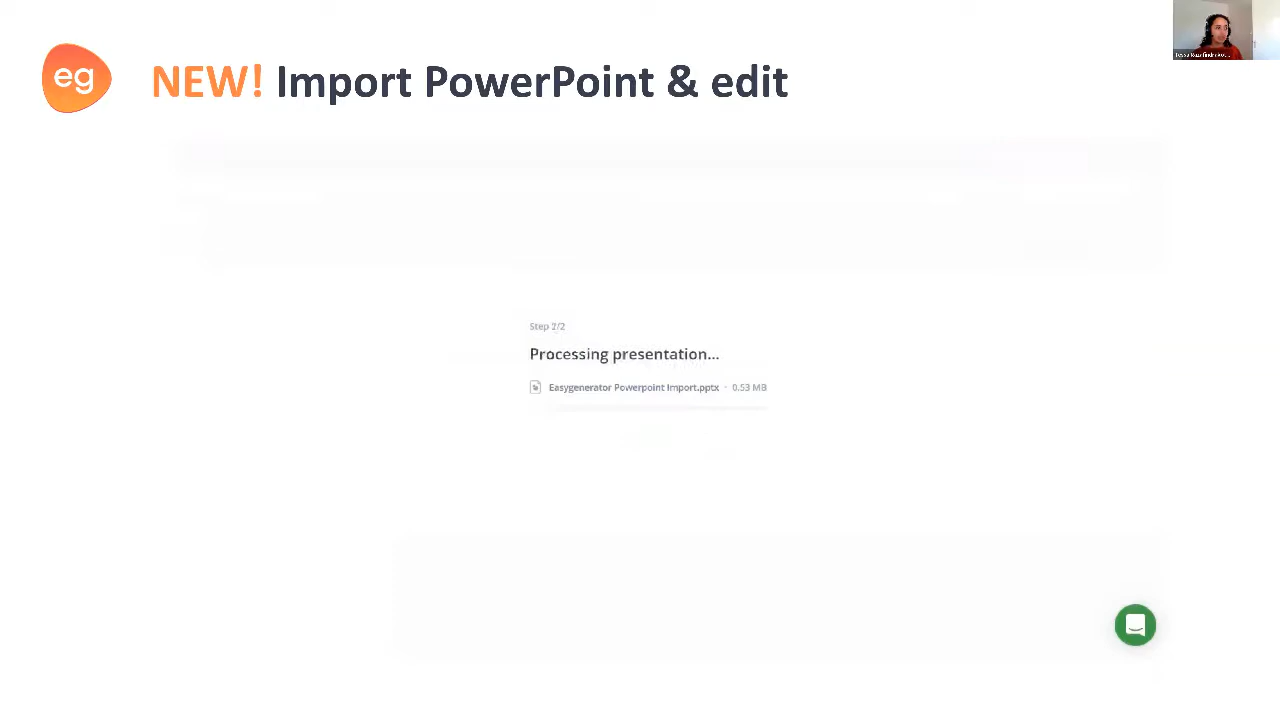 eg
NEW! Import PowerPoint & edit
Step 2/2
Processing presentation...
Easygenerator Powerpoint Import.pptx · 0.53 MB